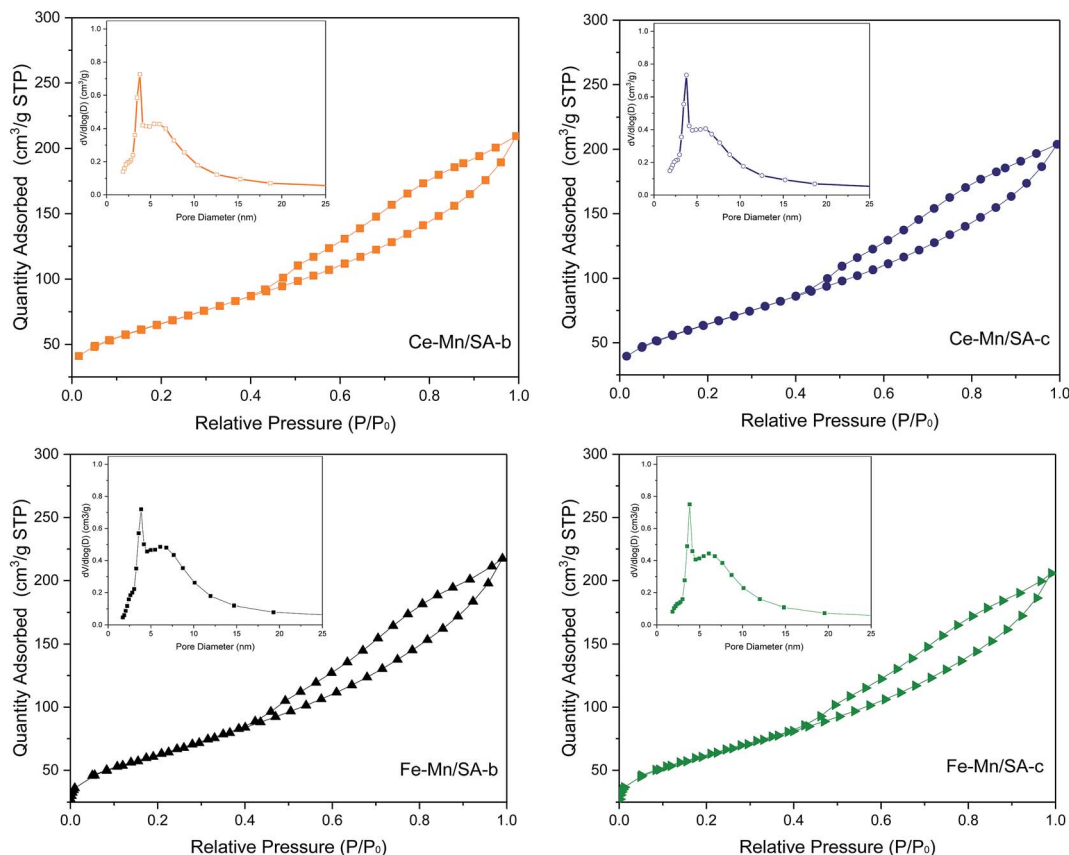 300
250
200
150
100
50
Quantity Adsorbed (cm³/g STP)
0.0 0.2 0.4 0.6 0.8 1.0
Relative Pressure (P/P₀)
Ce-Mn/SA-b
1.0
0.8
0.6
0.4
0.2
0.0
dV/dlog(D) (cm³/g)
0 5 10 15 20 25
Pore Diameter (nm)
300
250
200
150
100
50
Quantity Adsorbed (cm³/g STP)
0.0 0.2 0.4 0.6 0.8 1.0
Relative Pressure (P/P₀)
Ce-Mn/SA-c
1.0
0.8
0.6
0.4
0.2
0.0
dV/dlog(D) (cm³/g)
0 5 10 15 20 25
Pore Diameter (nm)
300
250
200
150
100
50
Quantity Adsorbed (cm³/g STP)
0.0 0.2 0.4 0.6 0.8 1.0
Relative Pressure (P/P₀)
Fe-Mn/SA-b
1.0
0.8
0.6
0.4
0.2
0.0
dV/dlog(D) (cm3/g)
0 5 10 15 20 25
Pore Diameter (nm)
300
250
200
150
100
50
Quantity Adsorbed (cm³/g STP)
0.0 0.2 0.4 0.6 0.8 1.0
Relative Pressure (P/P₀)
Fe-Mn/SA-c
1.0
0.8
0.6
0.4
0.2
0.0
dV/dlog(D) (cm3/g)
0 5 10 15 20 25
Pore Diameter (nm)